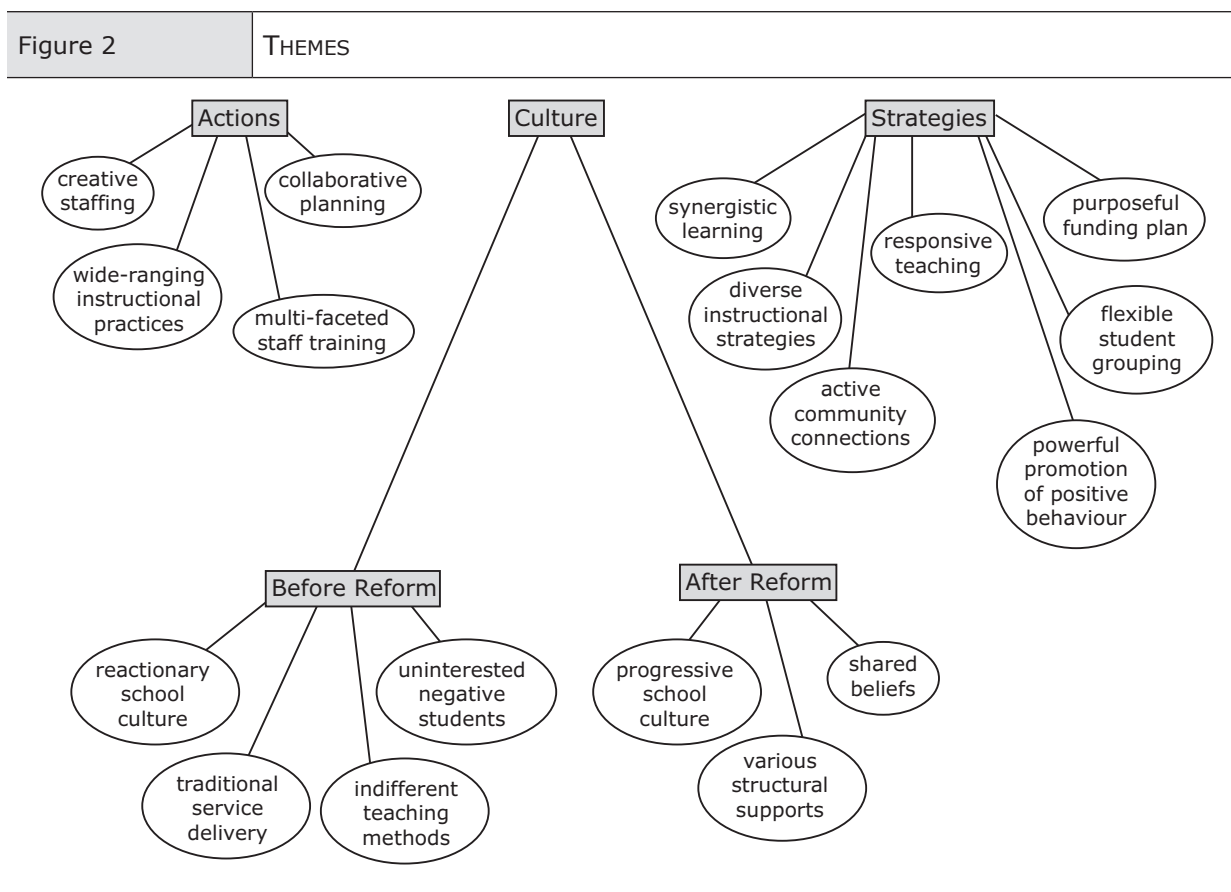 Figure 2
THEMES
Actions
creative
staffing
wide-ranging
instructional
practices
multi-faceted
staff training
collaborative
planning
Culture
Strategies
synergistic
learning
diverse
instructional
strategies
active
community
connections
responsive
teaching
powerful
promotion
of positive
behaviour
flexible
student
grouping
purposeful
funding plan
Before Reform
reactionary
school
culture
traditional
service
delivery
indifferent
teaching
methods
uninterested
negative
students
After Reform
progressive
school
culture
various
structural
supports
shared
beliefs